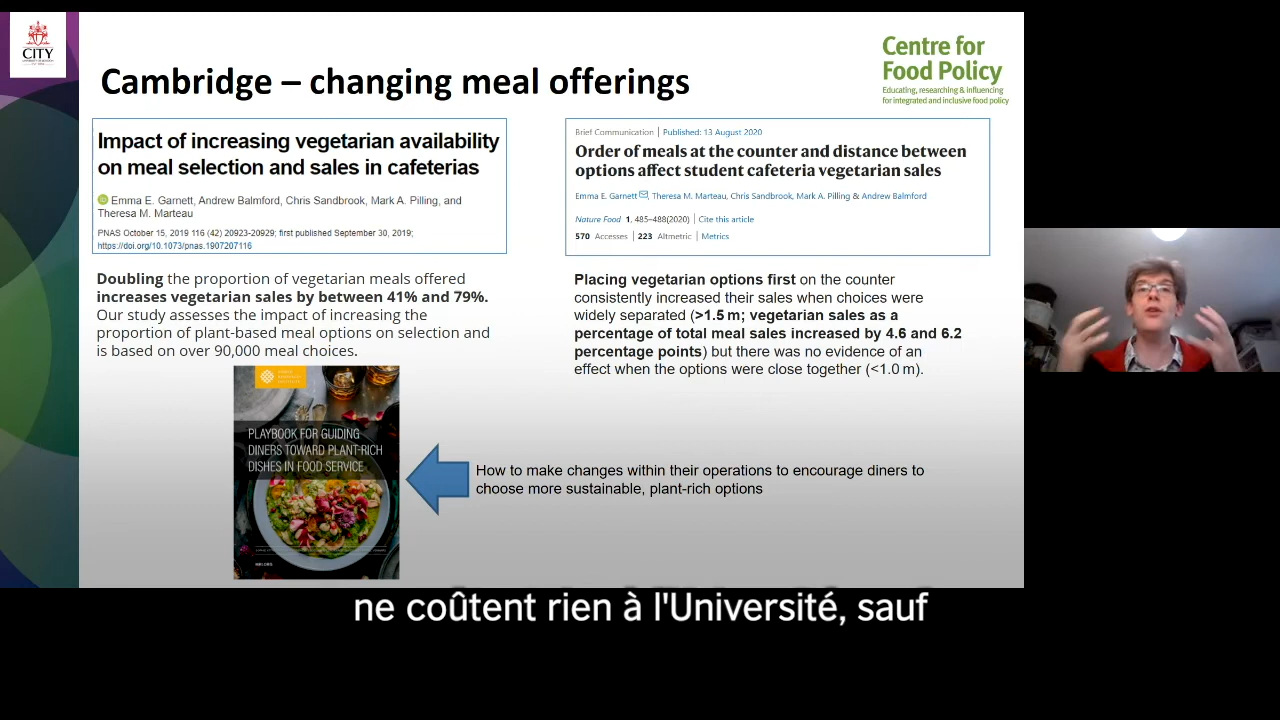 CITY
Cambridge – changing meal offerings
Centre for
Food Policy
Educating, researching & influencing
for integrated and inclusive food policy
Impact of increasing vegetarian availability
on meal selection and sales in cafeterias
Emma E. Garnett, Andrew Balmford, Chris Sandbrook, Mark A. Pilling, and
Theresa M. Marteau
PNAS October 15, 2019 116 (42) 20923-20929; first published September 30, 2019;
https://doi.org/10.1073/pnas.1907207116
Doubling the proportion of vegetarian meals offered
increases vegetarian sales by between 41% and 79%.
Our study assesses the impact of increasing the
proportion of plant-based meal options on selection and
is based on over 90,000 meal choices.
Brief Communication | Published: 13 August 2020
Order of meals at the counter and distance between
options affect student cafeteria vegetarian sales
Emma E. Garnett, Theresa M. Marteau, Chris Sandbrook, Mark A. Pilling & Andrew Balmford
Nature Food 1, 485–488(2020) | Cite this article
570 Accesses | 223 Altmetric | Metrics
Placing vegetarian options first on the counter
consistently increased their sales when choices were
widely separated (>1.5 m; vegetarian sales as a
percentage of total meal sales increased by 4.6 and 6.2
percentage points) but there was no evidence of an
effect when the options were close together (<1.0 m).
PLAYBOOK FOR GUIDING
DINERS TOWARD PLANT-RICH
DISHES IN FOOD SERVICE
How to make changes within their operations to encourage diners to
choose more sustainable, plant-rich options
ne coûtent rien à l'Université, sauf